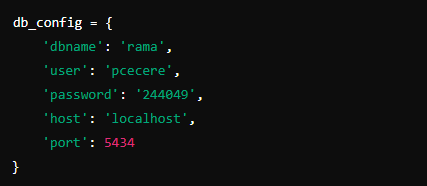 db_config = {
    'dbname': 'rama',
    'user': 'pcecere',
    'password': '244049',
    'host': 'localhost',
    'port': 5434
}